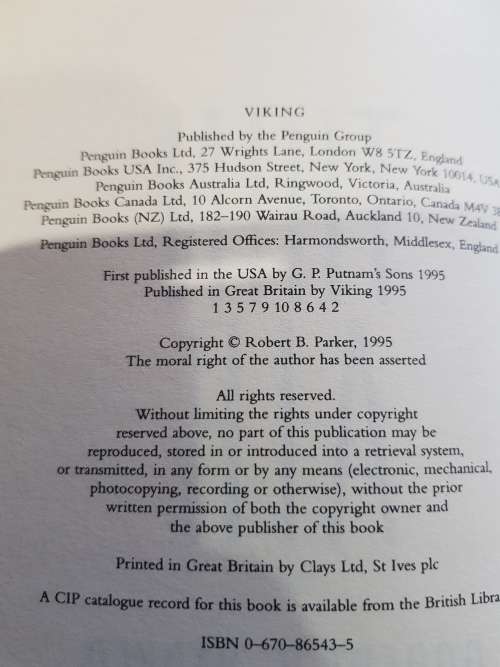 VIKING
Published by the Penguin Group
Penguin Books Ltd, 27 Wrights Lane, London W8 5TZ, England
Penguin Books USA Inc., 375 Hudson Street, New York, New York 10014, USA
Penguin Books Australia Ltd, Ringwood, Victoria, Australia
Penguin Books Canada Ltd, 10 Alcorn Avenue, Toronto, Ontario, Canada M4V
Penguin Books (NZ) Ltd, 182–190 Wairau Road, Auckland 10, New Zealand
Penguin Books Ltd, Registered Offices: Harmondsworth, Middlesex, England
First published in the USA by G. P. Putnam's Sons 1995
Published in Great Britain by Viking 1995
1 3 5 7 9 10 8 6 4 2
Copyright © Robert B. Parker, 1995
The moral right of the author has been asserted
All rights reserved.
Without limiting the rights under copyright
reserved above, no part of this publication may be
reproduced, stored in or introduced into a retrieval system,
or transmitted, in any form or by any means (electronic, mechanical,
photocopying, recording or otherwise), without the prior
written permission of both the copyright owner and
the above publisher of this book
Printed in Great Britain by Clays Ltd, St Ives plc
A CIP catalogue record for this book is available from the British Libra
ISBN 0–670–86543–5